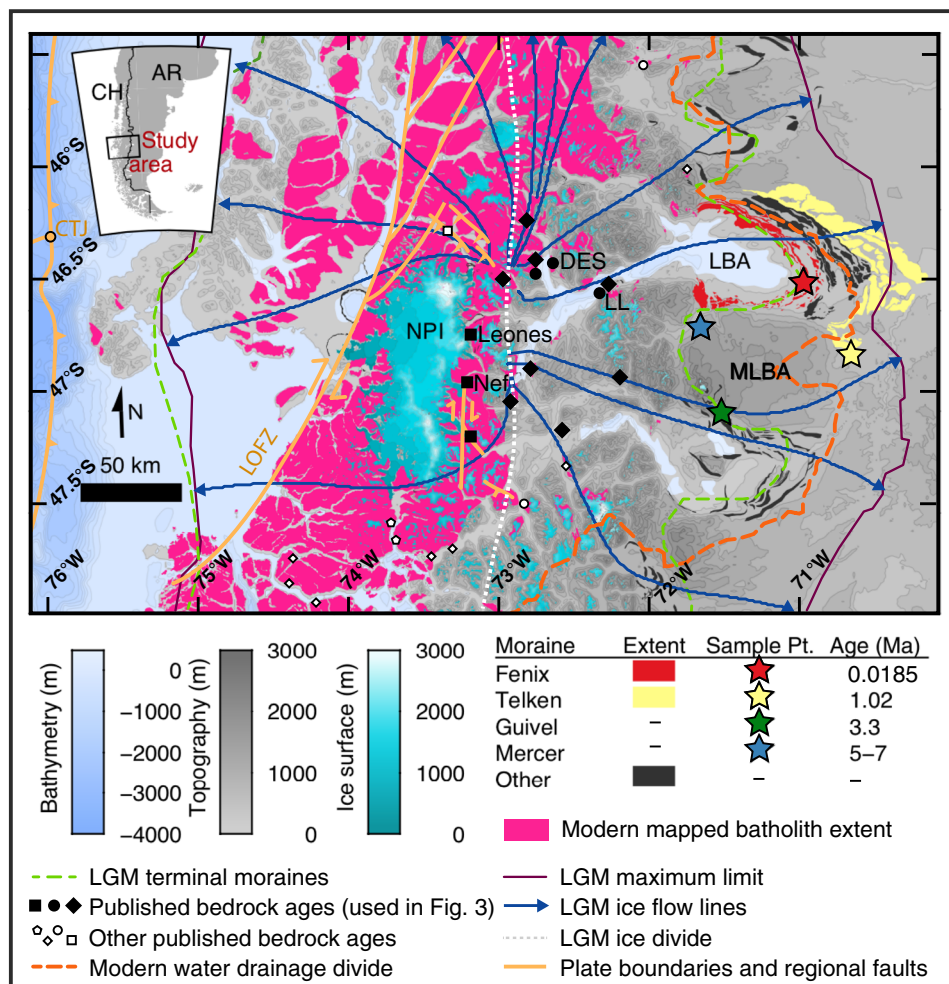 AR
CH
Study
area
46°S
CTJ
46.5°S
DES
LBA
LL
NPI
Leones
47°S
MLBA
Nef
N
LOFZ
50 km
47.5°S
76°W
75°W
74°W
73°W
72°W
71°W
Bathymetry (m)
0
−1000
−2000
−3000
−4000
Topography (m)
3000
2000
1000
0
Ice surface (m)
3000
2000
1000
0
Moraine Extent Sample Pt. Age (Ma)
Fenix 0.0185
Telken 1.02
Guivel – 3.3
Mercer – 5−7
Other – –
Modern mapped batholith extent
LGM terminal moraines
Published bedrock ages (used in Fig. 3)
Other published bedrock ages
Modern water drainage divide
LGM maximum limit
LGM ice flow lines
LGM ice divide
Plate boundaries and regional faults